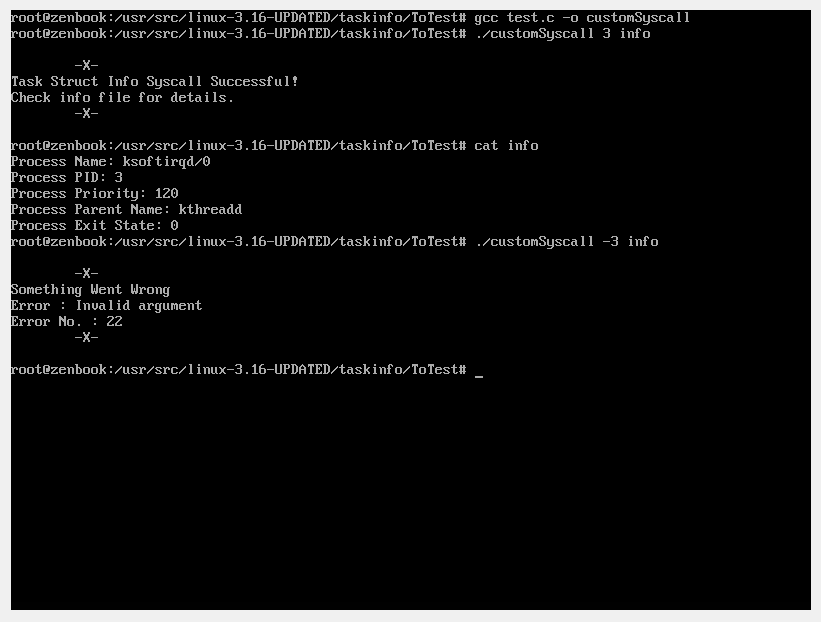 root@zenbook:/usr/src/linux-3.16-UPDATED/taskinfo/ToTest# gcc test.c -o customSyscall
root@zenbook:/usr/src/linux-3.16-UPDATED/taskinfo/ToTest# ./customSyscall 3 info
-X-
Task Struct Info Syscall Successful!
Check info file for details.
-X-
root@zenbook:/usr/src/linux-3.16-UPDATED/taskinfo/ToTest# cat info
Process Name: ksoftirqd/0
Process PID: 3
Process Priority: 120
Process Parent Name: kthreadd
Process Exit State: 0
root@zenbook:/usr/src/linux-3.16-UPDATED/taskinfo/ToTest# ./customSyscall -3 info
-X-
Something Went Wrong
Error : Invalid argument
Error No. : 22
-X-
root@zenbook:/usr/src/linux-3.16-UPDATED/taskinfo/ToTest# _